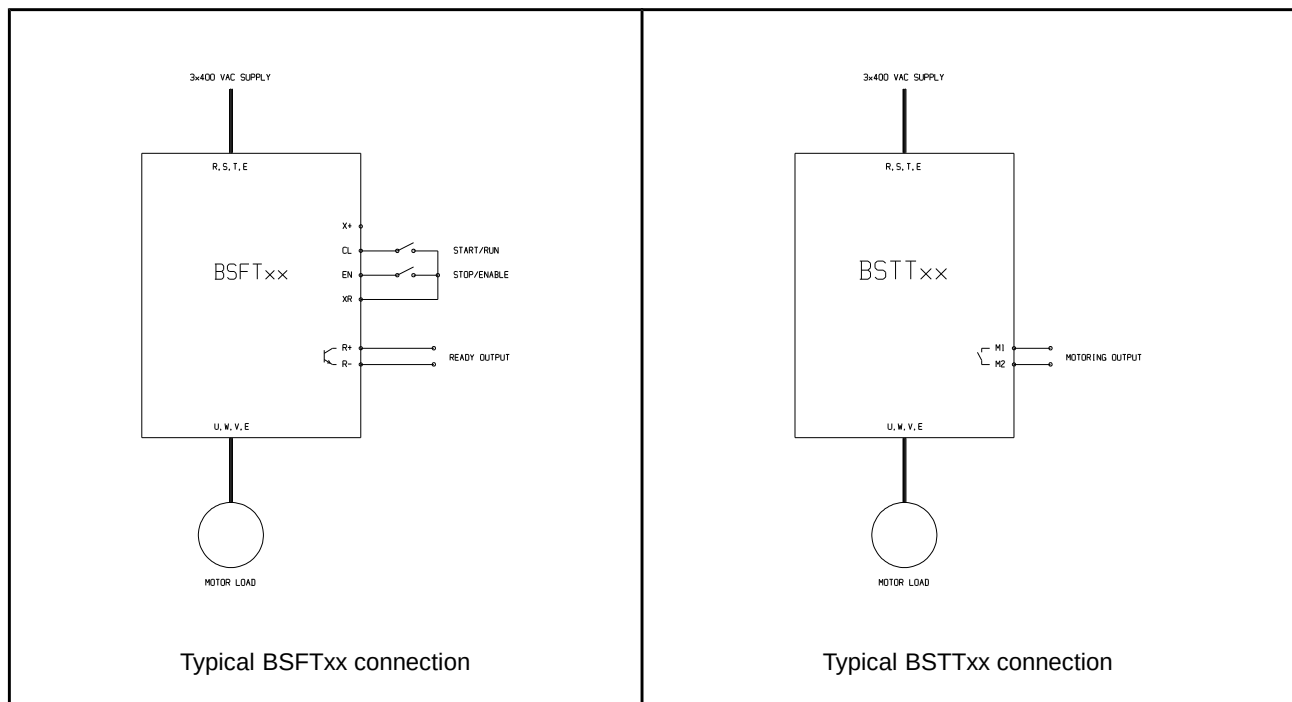 3x400 VAC SUPPLY
R,S,T,E
X+
CL
START/RUN
BSFTxx
EN
STOP/ENABLE
XR
R+
READY OUTPUT
R-
U,W,V,E
MOTOR LOAD
Typical BSFTxx connection
3x400 VAC SUPPLY
R,S,T,E
BSTTxx
M1
MOTORING OUTPUT
M2
U,W,V,E
MOTOR LOAD
Typical BSTTxx connection